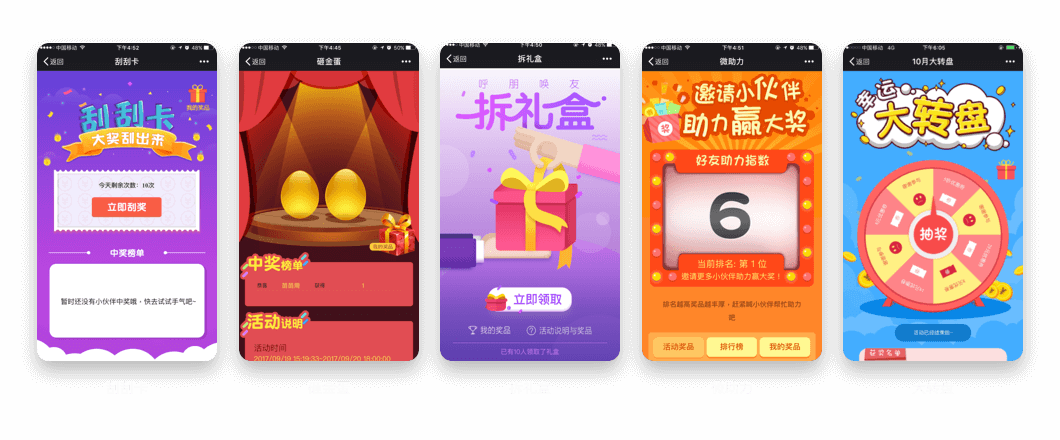 中国移动 下午4:52 48%
返回 刮刮卡
刮刮卡
大奖刮出来
我的奖品
今天剩余次数：10次
立即刮奖
中奖榜单
暂时还没有小伙伴中奖哦，快去试试手气吧~
中国移动 下午4:45 50%
返回 砸金蛋
我的奖品
中奖榜单
恭喜
获得 1
活动说明
活动时间
2017/09/19 15:19:33-2017/09/20 16:00:00
中国移动 下午4:50 48%
返回 拆礼盒
呼朋唤友
拆礼盒
立即领取
我的奖品 活动说明与奖品
已有10人领取了礼盒
中国移动 下午4:51 48%
返回 微助力
邀请小伙伴
助力赢大奖
奖
好友助力指数
6
当前排名: 第 1 位
邀请更多小伙伴助力赢大奖！
排名越高奖品越丰厚，赶紧喊小伙伴帮忙助力
吧
活动奖品 排行榜 我的奖品
中国移动 4G 下午6:05
返回 10月大转盘
幸运
大转盘
抽奖
获奖名单